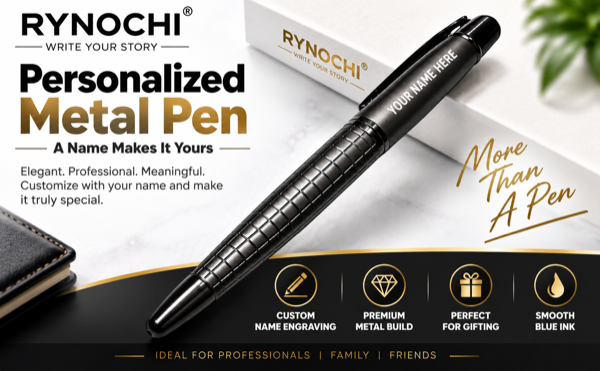 RYNOCHI®
WRITE YOUR STORY
Personalized
Metal Pen
A Name Makes It Yours
Elegant. Professional. Meaningful.
Customize with your name and make
it truly special.
RYNOCHI®
WRITE YOUR STORY
YOUR NAME HERE
More
Than
A Pen
CUSTOM
NAME ENGRAVING
PREMIUM
METAL BUILD
PERFECT
FOR GIFTING
SMOOTH
BLUE INK
IDEAL FOR PROFESSIONALS | FAMILY | FRIENDS